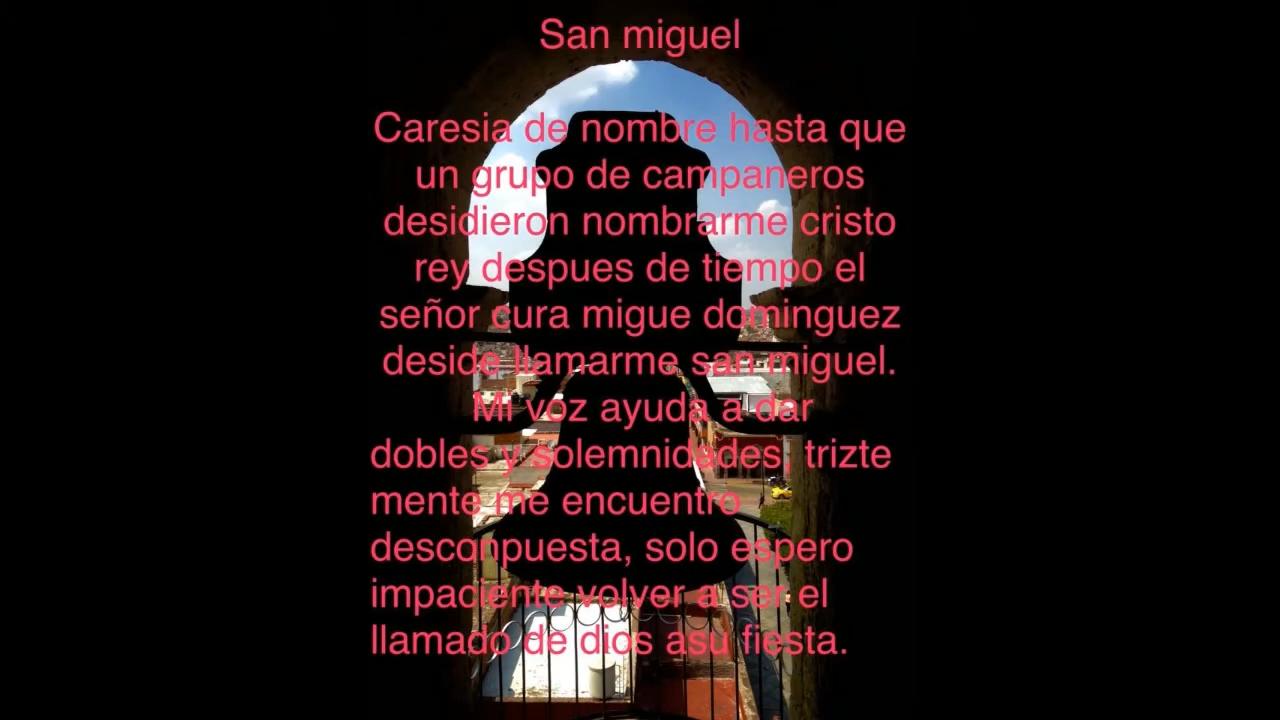 San miguel
Caresia de nombre hasta que
un grupo de campaneros
desidieron nombrarme cristo
rey despues de tiempo el
señor cura migue dominguez
deside llamarme san miguel.
Mi voz ayuda a dar
dobles y solemnidades, trizte
mente me encuentro
desconpuesta, solo espero
impaciente volver a ser el
llamado de dios asu fiesta.